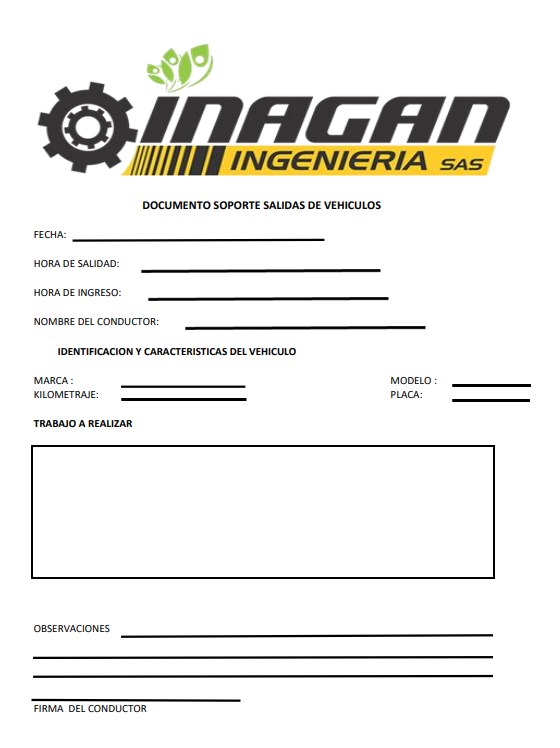 INAGAN
INGENIERIA SAS
DOCUMENTO SOPORTE SALIDAS DE VEHICULOS
FECHA:
HORA DE SALIDAD:
HORA DE INGRESO:
NOMBRE DEL CONDUCTOR:
IDENTIFICACION Y CARACTERISTICAS DEL VEHICULO
MARCA : MODELO :
KILOMETRAJE: PLACA:
TRABAJO A REALIZAR
OBSERVACIONES
FIRMA DEL CONDUCTOR